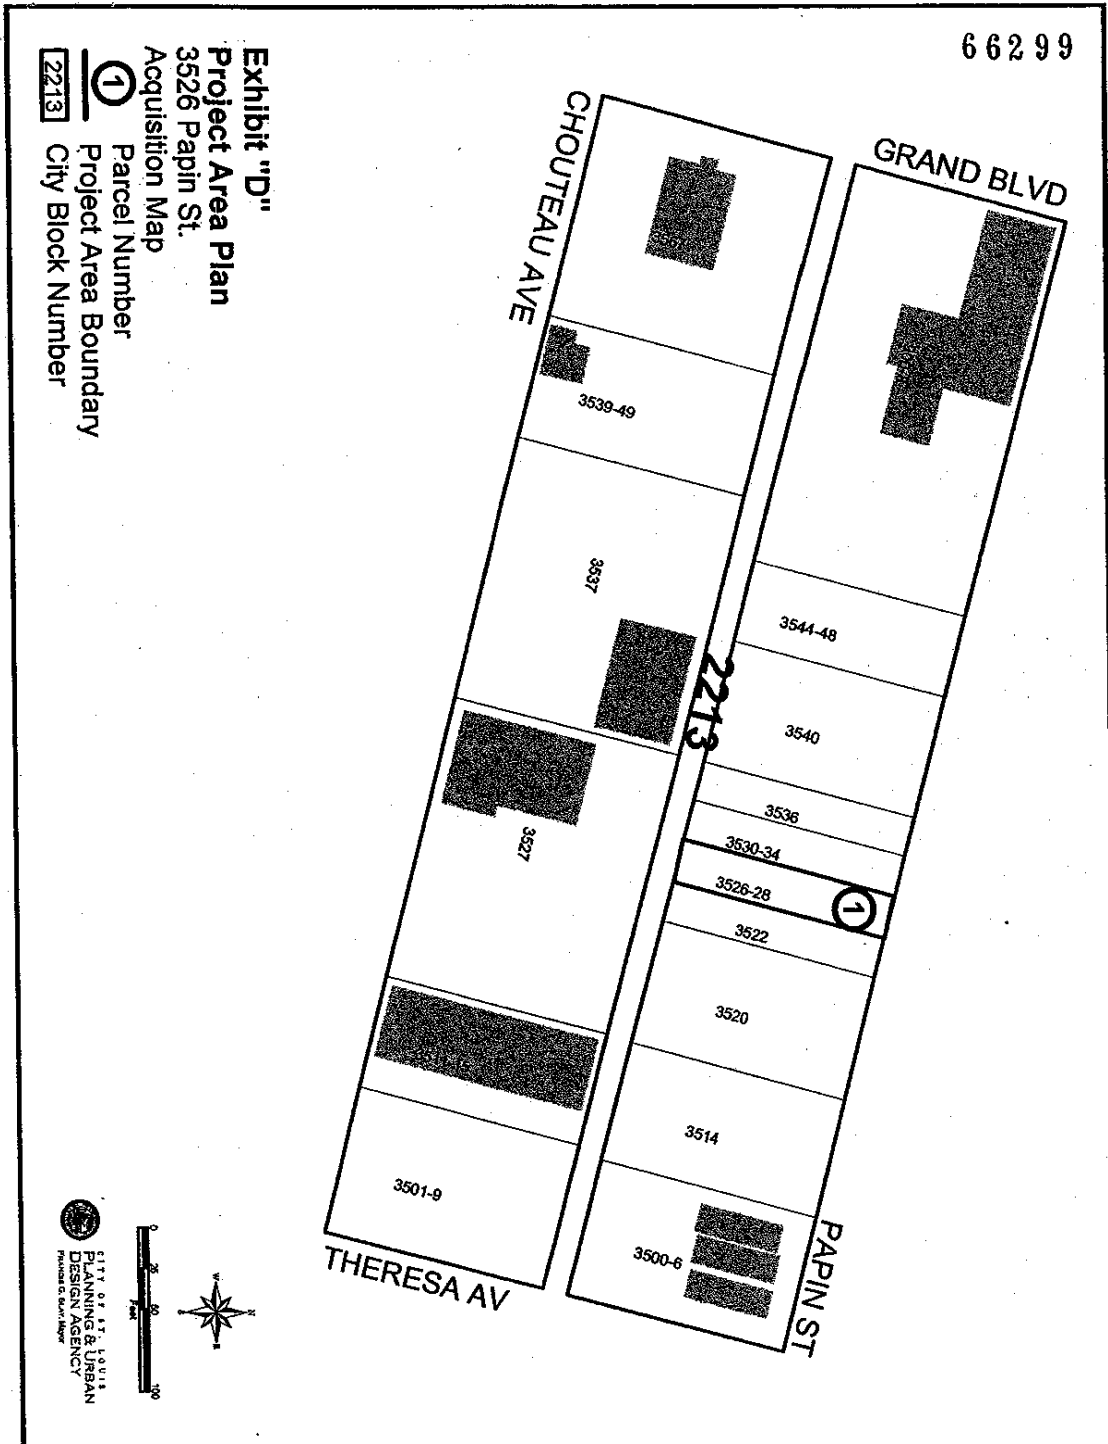 66299
Exhibit "D"
Project Area Plan
3526 Papin St.
Acquisition Map
1 Parcel Number
Project Area Boundary
2213 City Block Number
GRAND BLVD
CHOUTEAU AVE
3539-49
3537
3527
3501-9
2213
3544-48
3540
3536
3530-34
3526-28
1
3522
3520
3514
3500-6
PAPIN ST
THERESA AV
W
N
0 25 50 100
Feet
CITY OF ST. LOUIS
PLANNING & URBAN
DESIGN AGENCY
FRANCIS G. SLAY, Mayor